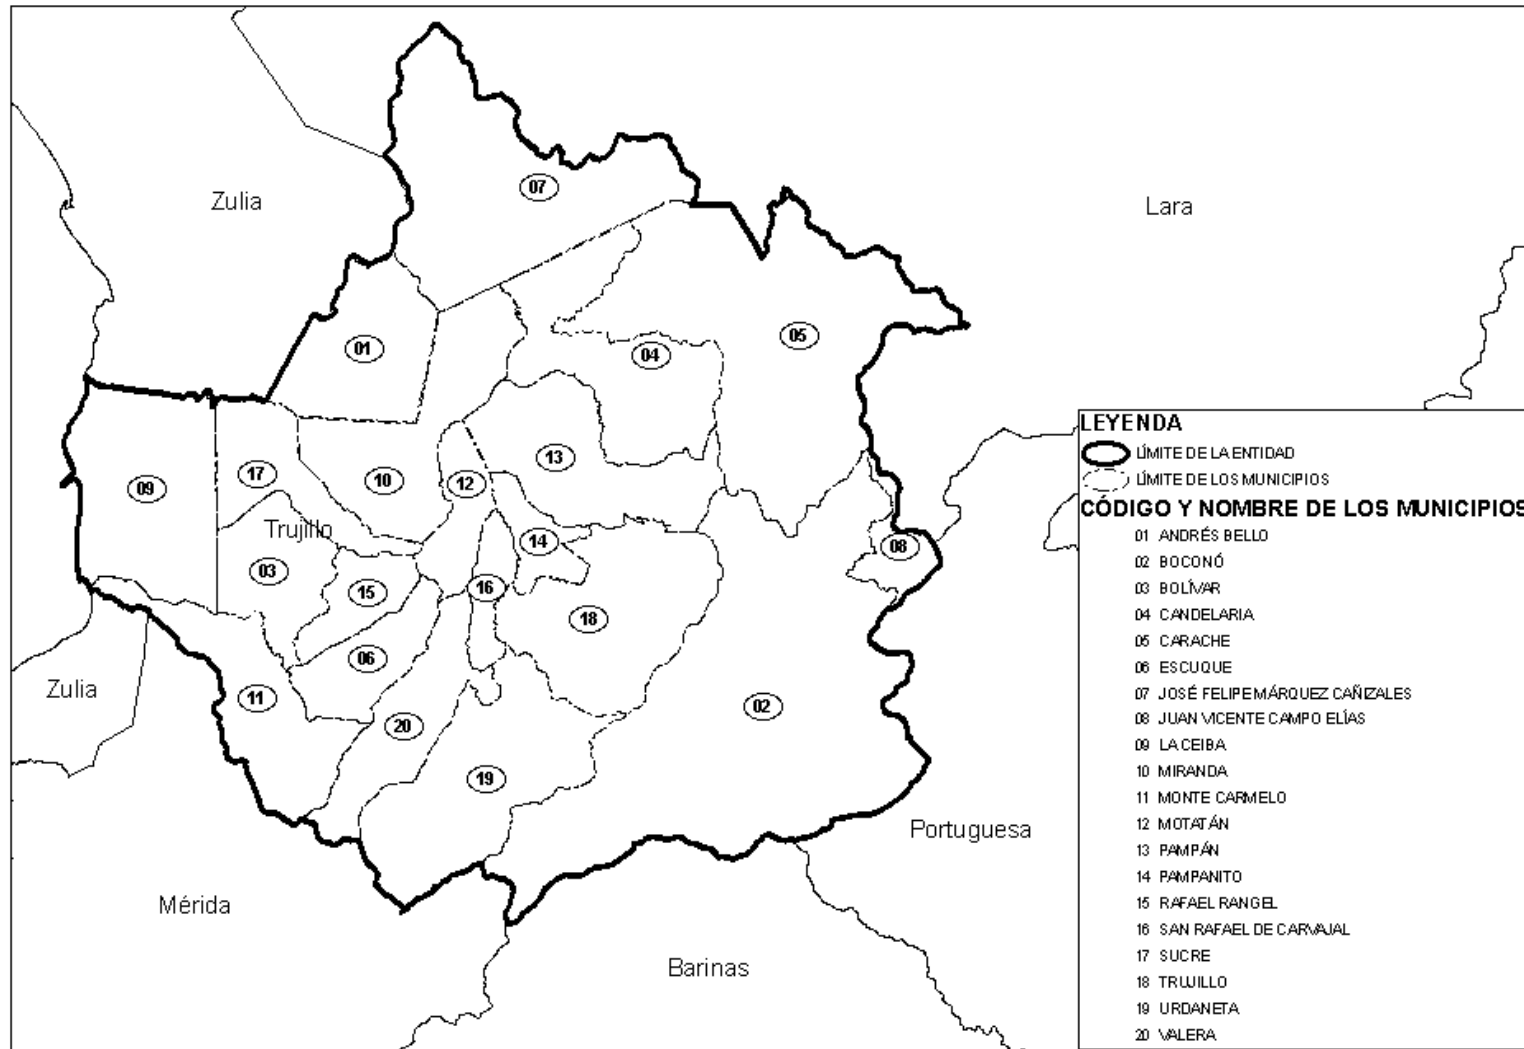 07
Zulia
Lara
01
04
05
LEYENDA
LÍMITE DE LA ENTIDAD
LÍMITE DE LOS MUNICIPIOS
CÓDIGO Y NOMBRE DE LOS MUNICIPIOS
01 ANDRÉS BELLO
02 BOCONÓ
03 BOLÍVAR
04 CANDELARIA
05 CARACHE
06 ESCUQUE
07 JOSÉ FELIPE MÁRQUEZ CAÑIZALES
08 JUAN VICENTE CAMPO ELÍAS
09 LA CEIBA
10 MIRANDA
11 MONTE CARMELO
12 MOTATÁN
13 PAMPÁN
14 PAMPANITO
15 RAFAEL RANGEL
16 SAN RAFAEL DE CARVAJAL
17 SUCRE
18 TRUJILLO
19 URDANETA
20 VALERA
13
17
10
12
09
Trujillo
14
08
03
15
16
18
06
Zulia
11
02
20
19
Portuguesa
Mérida
Barinas